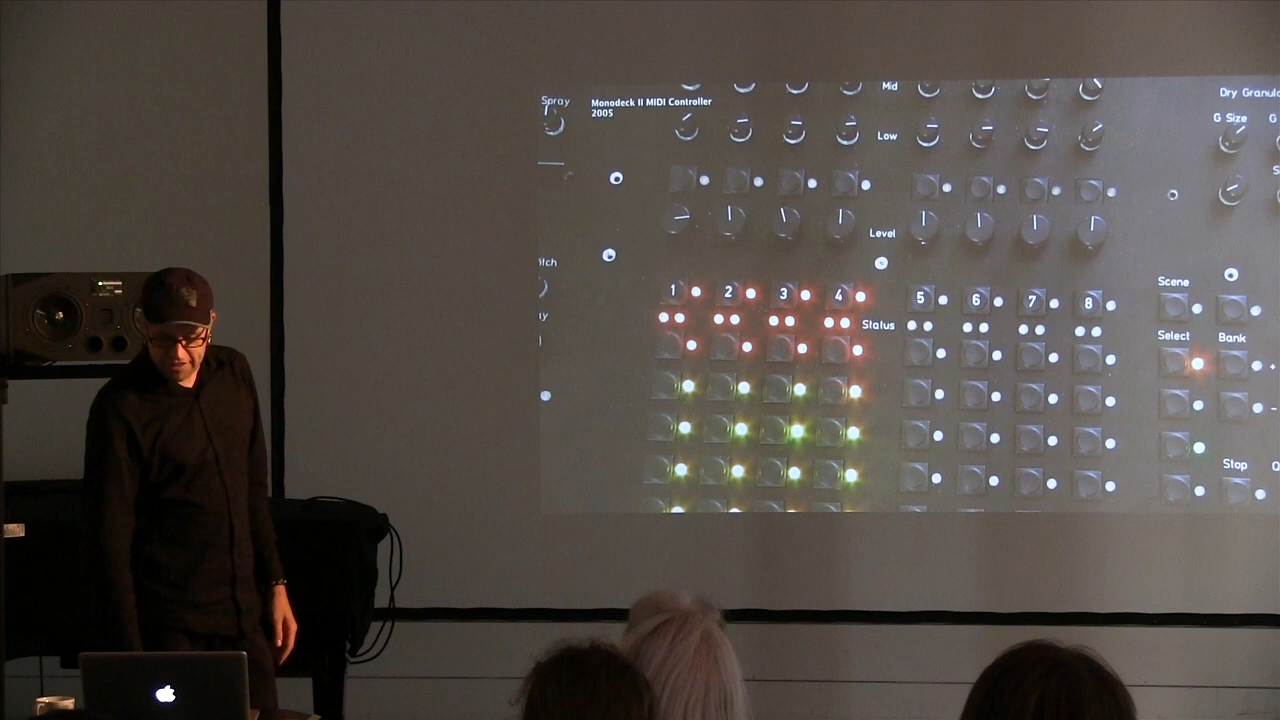 Spray
Monodeck II MIDI Controller
2005
Mid
Low
Dry Granul
G Size
G
Level
itch
1
2
3
4
5
6
7
8
Status
Scene
Select
Bank
+
-
Stop